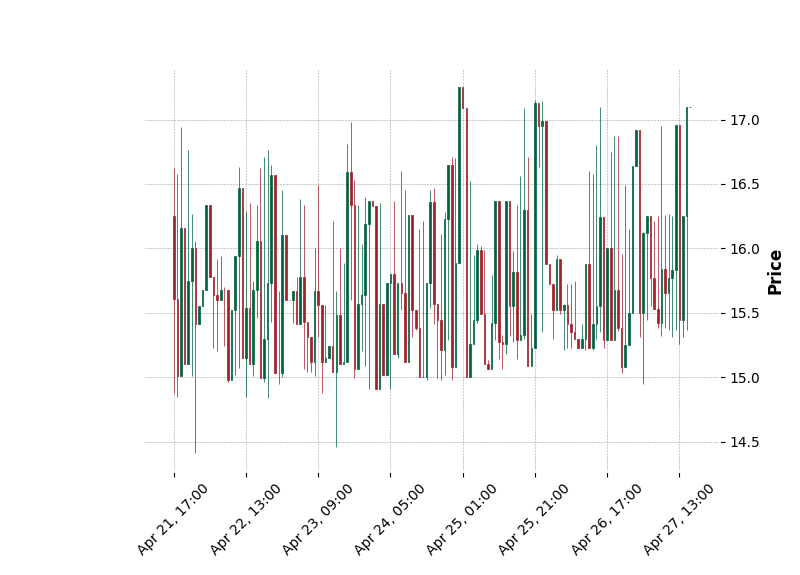 17.0
16.5
16.0
15.5
15.0
14.5
Price
Apr 21, 17:00
Apr 22, 13:00
Apr 23, 09:00
Apr 24, 05:00
Apr 25, 01:00
Apr 25, 21:00
Apr 26, 17:00
Apr 27, 13:00